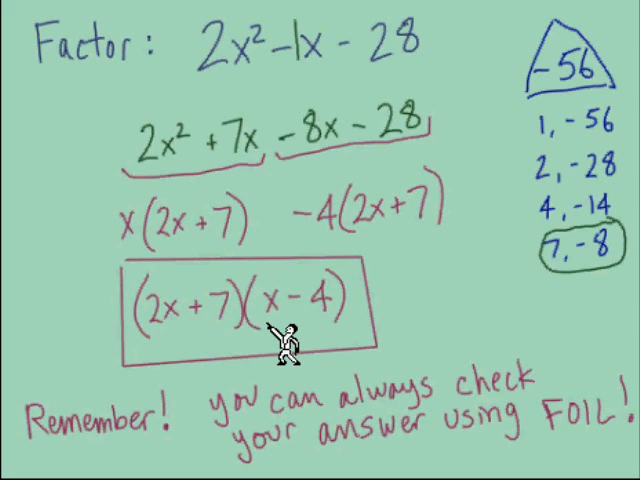 Factor: 2x² -1x - 28
-56
1, -56
2, -28
4, -14
7, -8
2x² + 7x - 8x - 28
x(2x + 7) -4(2x+7)
(2x + 7)(x - 4)
Remember! you can always check
your answer using FOIL!